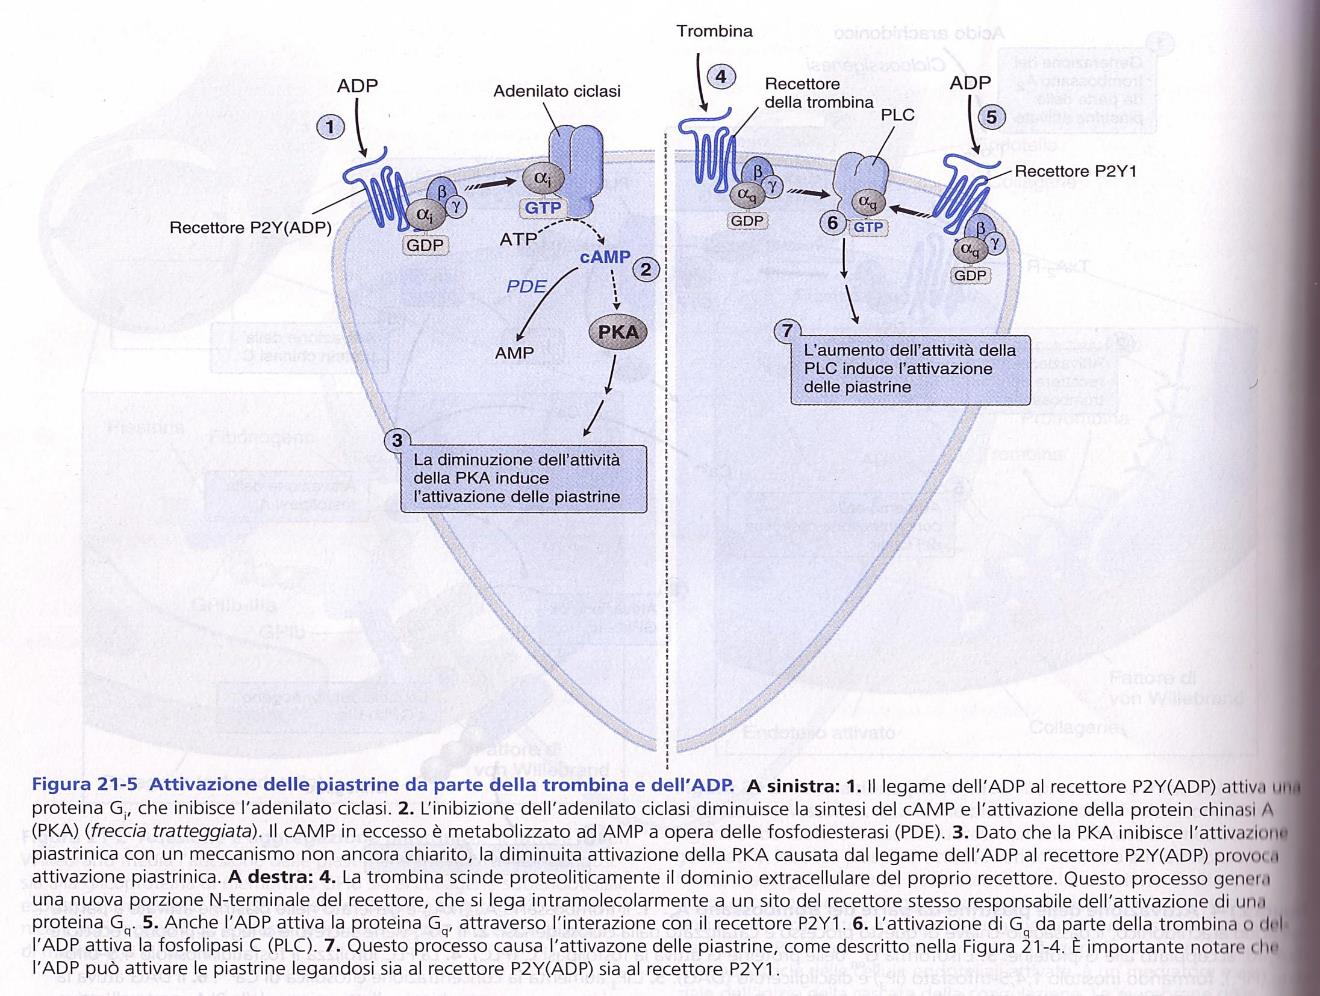 Trombina
4
ADP
1
Adenilato ciclasi
Recettore
della trombina
PLC
ADP
5
Recettore P2Y1
Recettore P2Y(ADP)
αi
β
γ
GDP
αi
GTP
ATP
cAMP
2
PDE
AMP
PKA
3
La diminuzione dell'attività
della PKA induce
l'attivazione delle piastrine
αq
β
γ
GDP
αq
6
GTP
αq
β
γ
GDP
7
L'aumento dell'attività della
PLC induce l'attivazione
delle piastrine
Figura 21-5 Attivazione delle piastrine da parte della trombina e dell'ADP. A sinistra: 1. Il legame dell'ADP al recettore P2Y(ADP) attiva una
proteina Gi, che inibisce l'adenilato ciclasi. 2. L'inibizione dell'adenilato ciclasi diminuisce la sintesi del cAMP e l'attivazione della protein chinasi A
(PKA) (freccia tratteggiata). Il cAMP in eccesso è metabolizzato ad AMP a opera delle fosfodiesterasi (PDE). 3. Dato che la PKA inibisce l'attivazione
piastrinica con un meccanismo non ancora chiarito, la diminuita attivazione della PKA causata dal legame dell'ADP al recettore P2Y(ADP) provoca
attivazione piastrinica. A destra: 4. La trombina scinde proteoliticamente il dominio extracellulare del proprio recettore. Questo processo genera
una nuova porzione N-terminale del recettore, che si lega intramolecolarmente a un sito del recettore stesso responsabile dell'attivazione di una
proteina Gq. 5. Anche l'ADP attiva la proteina Gq, attraverso l'interazione con il recettore P2Y1. 6. L'attivazione di Gq da parte della trombina o del-
l'ADP attiva la fosfolipasi C (PLC). 7. Questo processo causa l'attivazone delle piastrine, come descritto nella Figura 21-4. È importante notare che
l'ADP può attivare le piastrine legandosi sia al recettore P2Y(ADP) sia al recettore P2Y1.